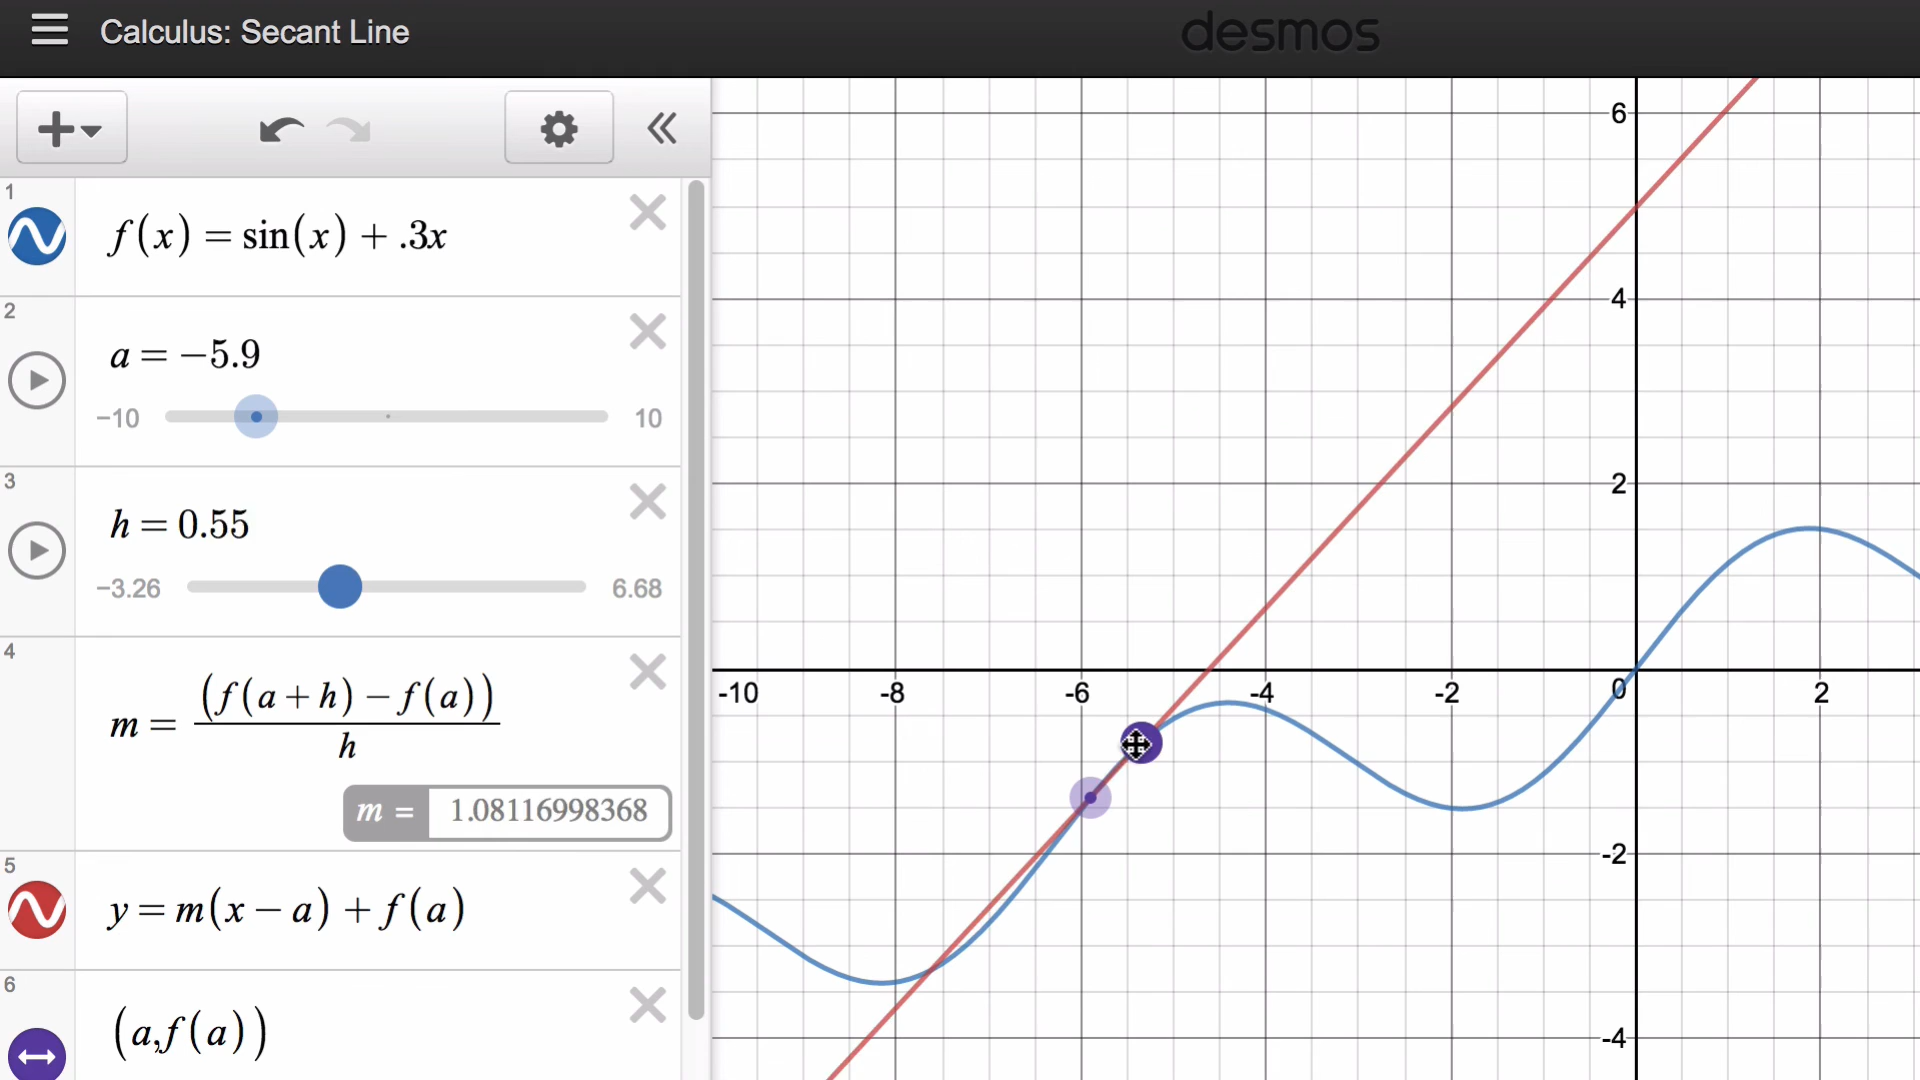 Calculus: Secant Line
desmos
1
f(x) = sin(x) + .3x
2
a = −5.9
−10
10
3
h = 0.55
−3.26
6.68
4
m = (f(a + h) − f(a)) / h
m = 1.08116998368
5
y = m(x − a) + f(a)
6
(a,f(a))
6
4
2
-10 -8 -6 -4 -2 0 2
-2
-4